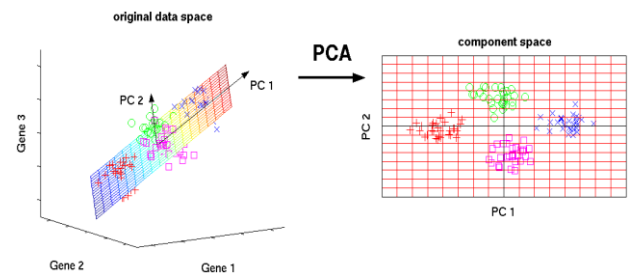 original data space
PCA
component space
PC 1
PC 2
Gene 3
PC 2
Gene 2
Gene 1
PC 1